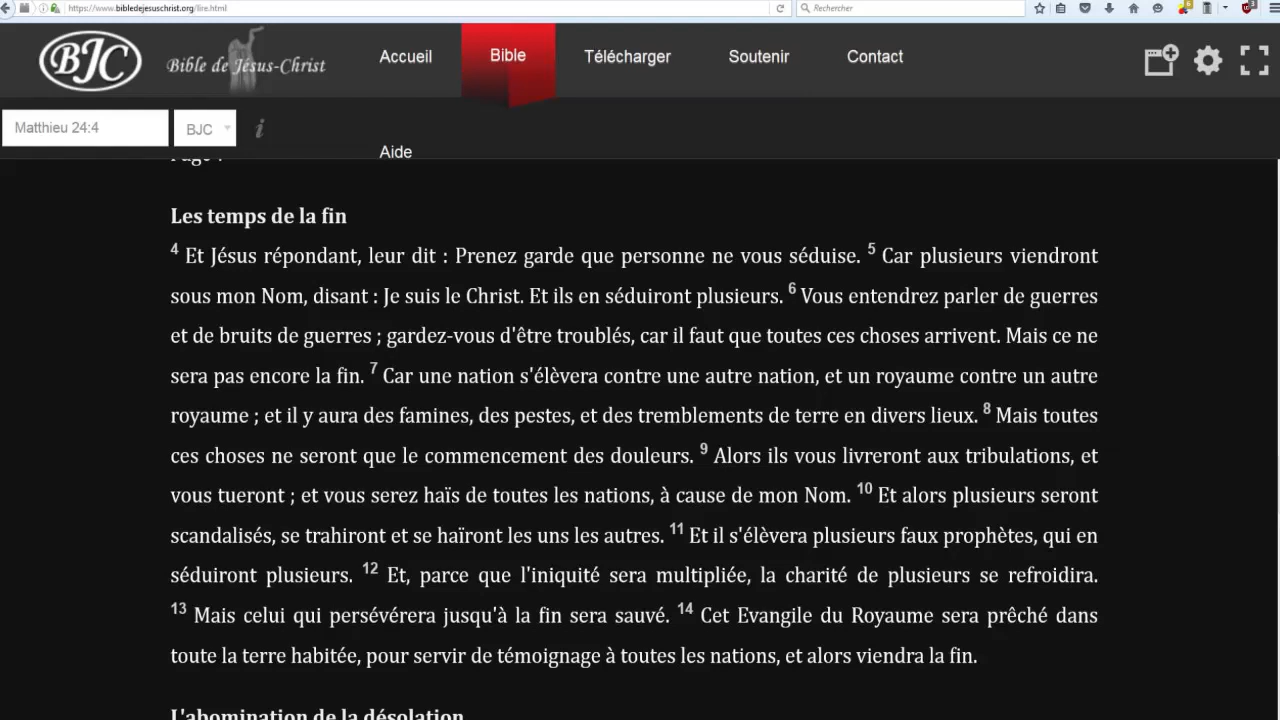 https://www.bibledejesuschrist.org/lire.html
Rechercher
BJC
Bible de Jésus-Christ
Accueil
Bible
Télécharger
Soutenir
Contact
Matthieu 24:4
BJC
i
Aide
Les temps de la fin
4 Et Jésus répondant, leur dit : Prenez garde que personne ne vous séduise. 5 Car plusieurs viendront
sous mon Nom, disant : Je suis le Christ. Et ils en séduiront plusieurs. 6 Vous entendrez parler de guerres
et de bruits de guerres ; gardez-vous d'être troublés, car il faut que toutes ces choses arrivent. Mais ce ne
sera pas encore la fin. 7 Car une nation s'élèvera contre une autre nation, et un royaume contre un autre
royaume ; et il y aura des famines, des pestes, et des tremblements de terre en divers lieux. 8 Mais toutes
ces choses ne seront que le commencement des douleurs. 9 Alors ils vous livreront aux tribulations, et
vous tueront ; et vous serez haïs de toutes les nations, à cause de mon Nom. 10 Et alors plusieurs seront
scandalisés, se trahiront et se haïront les uns les autres. 11 Et il s'élèvera plusieurs faux prophètes, qui en
séduiront plusieurs. 12 Et, parce que l'iniquité sera multipliée, la charité de plusieurs se refroidira.
13 Mais celui qui persévérera jusqu'à la fin sera sauvé. 14 Cet Evangile du Royaume sera prêché dans
toute la terre habitée, pour servir de témoignage à toutes les nations, et alors viendra la fin.
L'abomination de la désolation